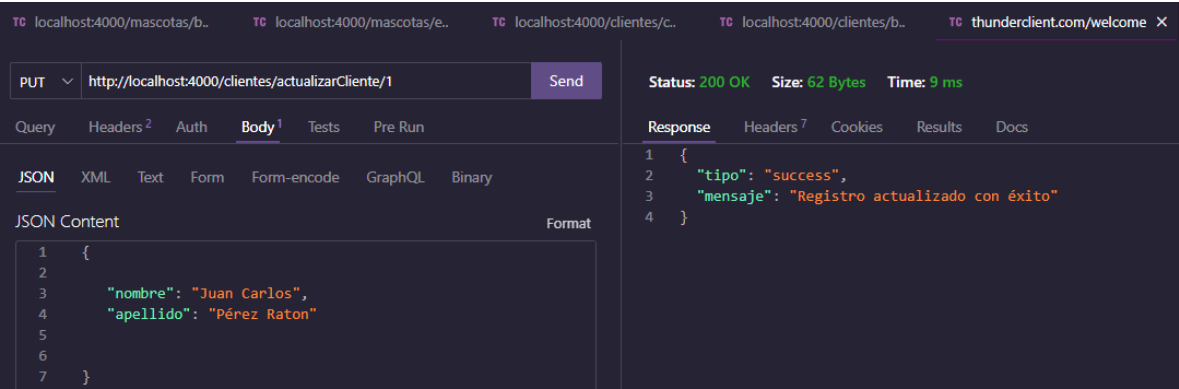 TC localhost:4000/mascotas/b.. TC localhost:4000/mascotas/e.. TC localhost:4000/clientes/c.. TC localhost:4000/clientes/b.. TC thunderclient.com/welcome ✕
PUT http://localhost:4000/clientes/actualizarCliente/1 Send
Query Headers 2 Auth Body 1 Tests Pre Run
JSON XML Text Form Form-encode GraphQL Binary
JSON Content Format
1 {
2
3 "nombre": "Juan Carlos",
4 "apellido": "Pérez Raton"
5
6
7 }
Status: 200 OK Size: 62 Bytes Time: 9 ms
Response Headers 7 Cookies Results Docs
1 {
2 "tipo": "success",
3 "mensaje": "Registro actualizado con éxito"
4 }